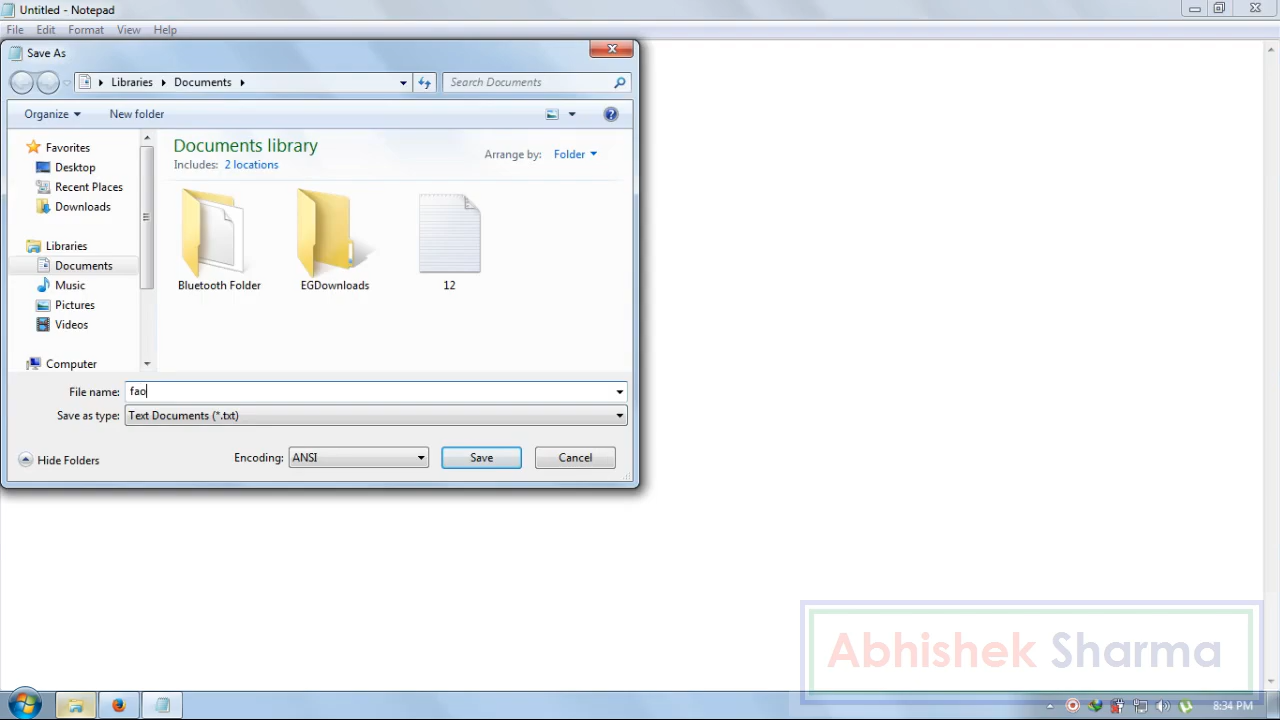 Untitled - Notepad
File Edit Format View Help
Save As
Libraries Documents
Search Documents
Organize New folder
Favorites
Desktop
Recent Places
Downloads
Libraries
Documents
Music
Pictures
Videos
Computer
Documents library
Includes: 2 locations
Arrange by: Folder
Bluetooth Folder EGDownloads 12
File name: fao
Save as type: Text Documents (*.txt)
Hide Folders Encoding: ANSI Save Cancel
Abhishek Sharma
8:34 PM